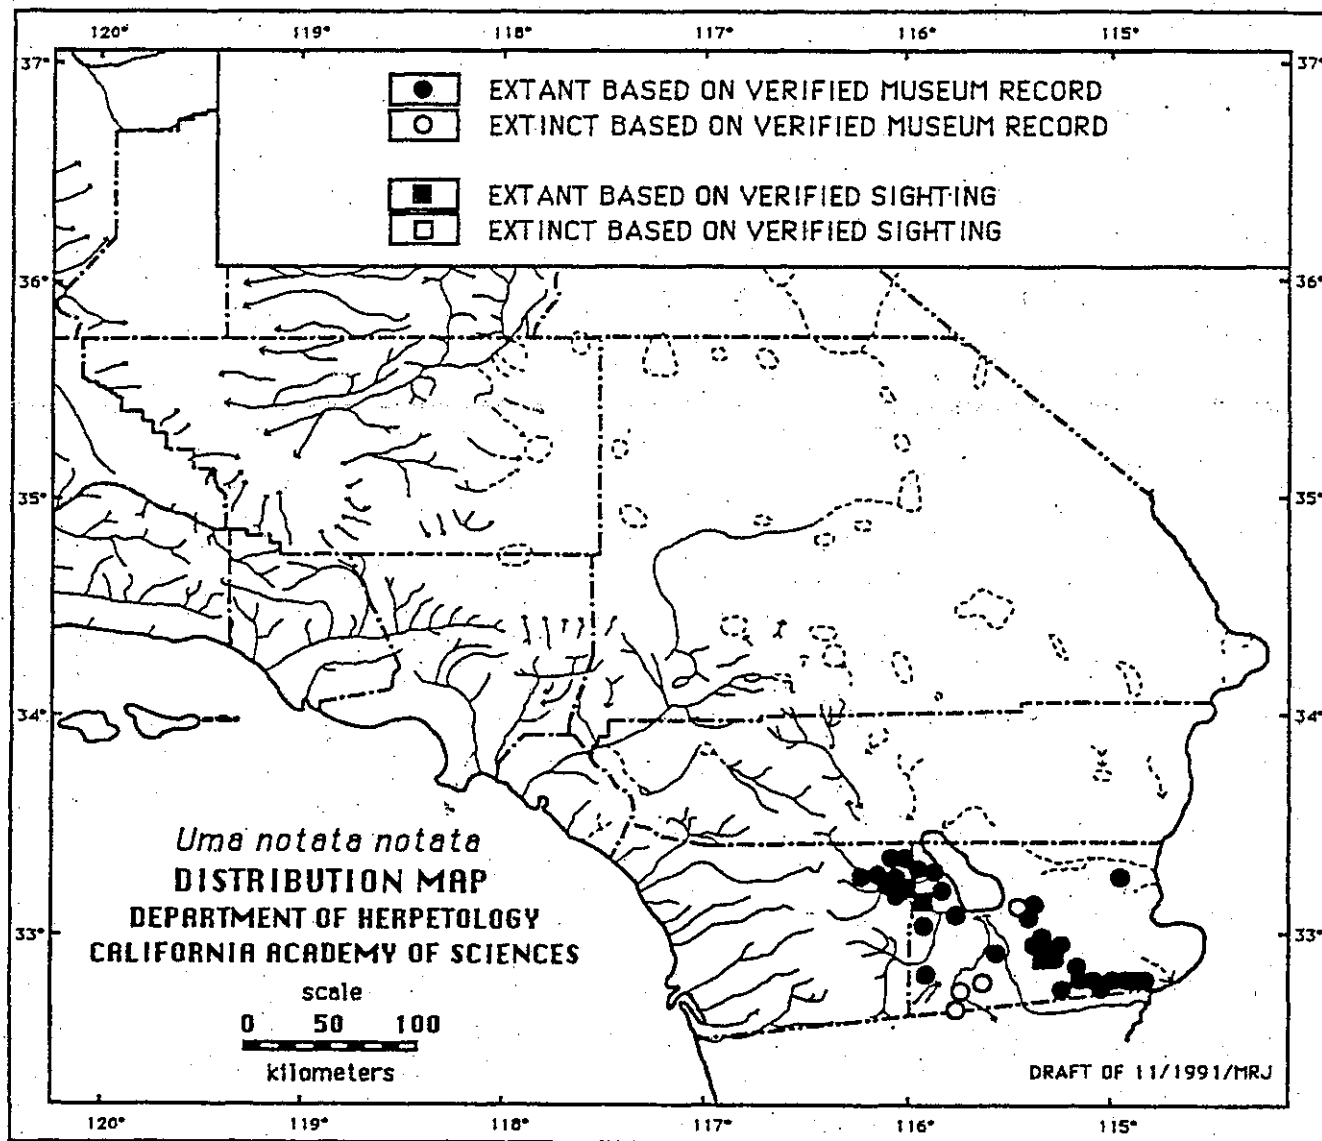 120° 119° 118° 117° 116° 115°
37° 37°
EXTANT BASED ON VERIFIED MUSEUM RECORD
EXTINCT BASED ON VERIFIED MUSEUM RECORD
EXTANT BASED ON VERIFIED SIGHTING
EXTINCT BASED ON VERIFIED SIGHTING
36° 36°
35° 35°
34° 34°
Uma notata notata
DISTRIBUTION MAP
DEPARTMENT OF HERPETOLOGY
33° 33°
CALIFORNIA ACADEMY OF SCIENCES
scale
0 50 100
kilometers
DRAFT OF 11/1991/MRJ
120° 119° 118° 117° 116° 115°